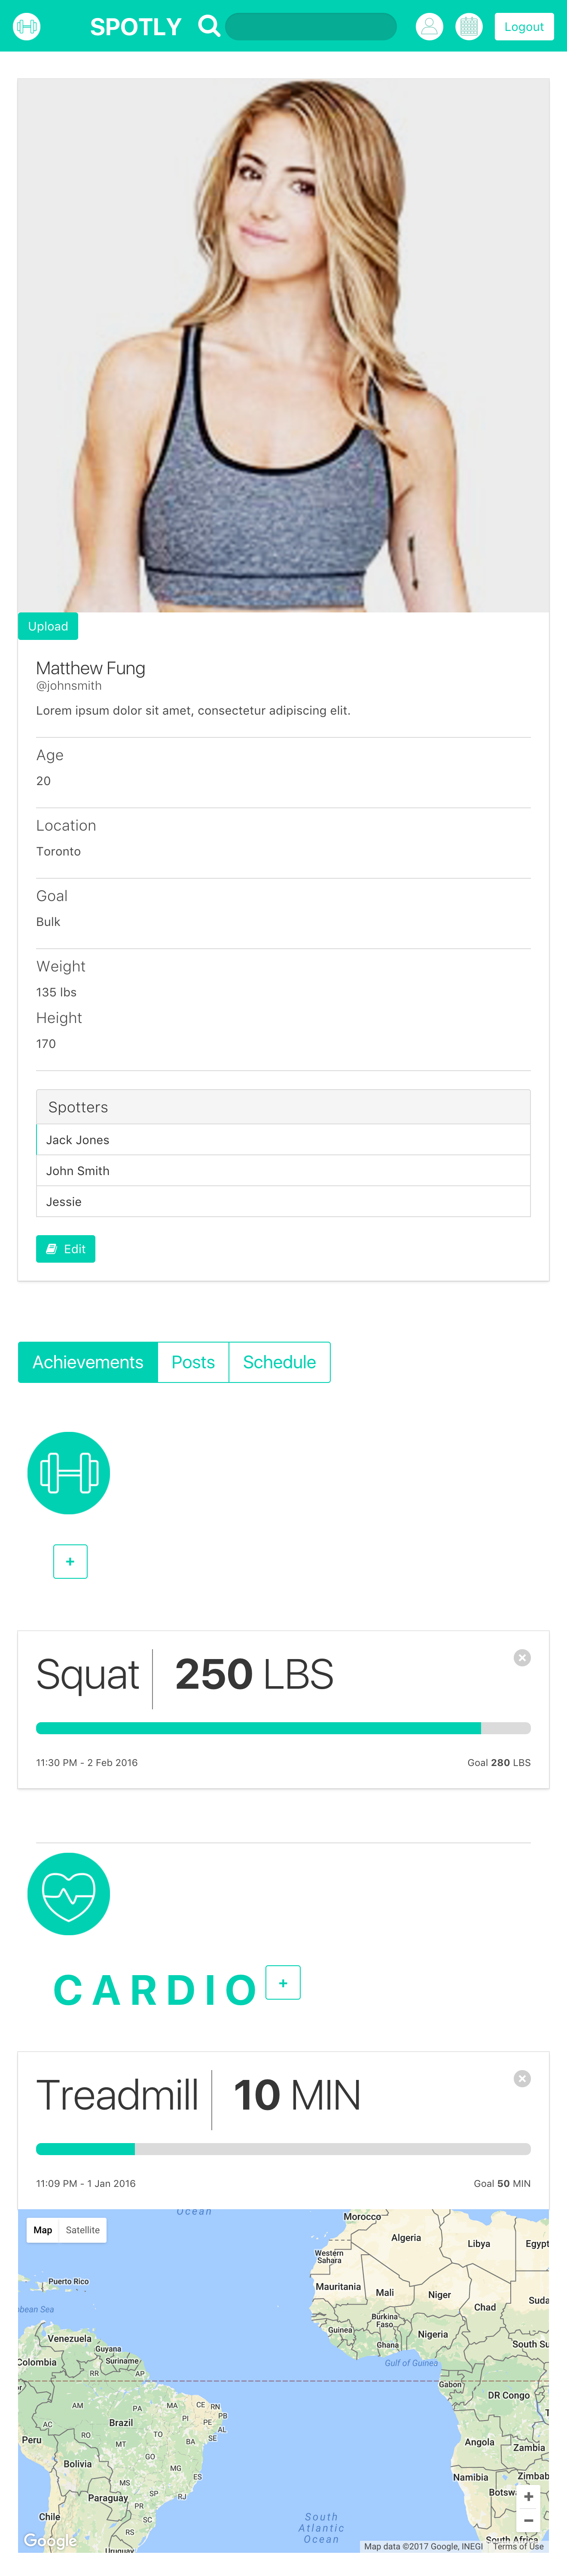 SPOTLY
Logout
Upload
Matthew Fung
@johnsmith
Lorem ipsum dolor sit amet, consectetur adipiscing elit.
Age
20
Location
Toronto
Goal
Bulk
Weight
135 lbs
Height
170
Spotters
Jack Jones
John Smith
Jessie
Edit
Achievements Posts Schedule
+
Squat 250 LBS
11:30 PM - 2 Feb 2016 Goal 280 LBS
CARDIO +
Treadmill 10 MIN
11:09 PM - 1 Jan 2016 Goal 50 MIN
Ocean
Morocco
Map Satellite
Algeria
Libya
Egypt
Western
Sahara
Puerto Rico
Mauritania
Mali
Niger
Chad
bean Sea
Burkina
Faso
Guinea
Nigeria
Venezuela
Ghana
South Su
Guyana
Suriname
Colombia
Gulf of Guinea
RR
AP
Gabon
DR Congo
AM
PA
MA
CE
RN
PB
PI
PE
AL
AC
Brazil
TO
BA
SE
RO
MT
Peru
Angola
Zambia
GO
Bolivia
MG
Namibia
Zimbab
MS
ES
Botsw
Paraguay
SP
RJ
PR
Chile
SC
South
Atlantic
Ocean
RS
Google
Uruguay
South Africa
Map data ©2017 Google, INEGI Terms of Use